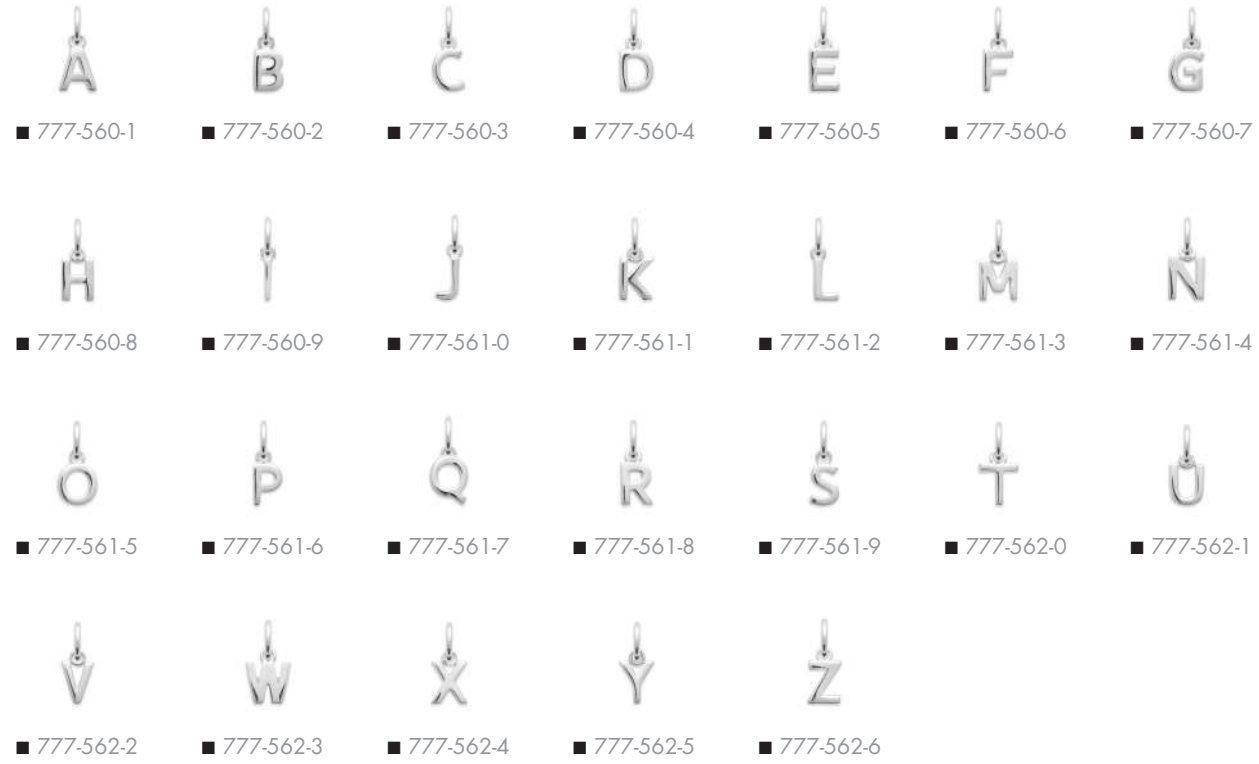 A B C D E F G
■ 777-560-1 ■ 777-560-2 ■ 777-560-3 ■ 777-560-4 ■ 777-560-5 ■ 777-560-6 ■ 777-560-7
H I J K L M N
■ 777-560-8 ■ 777-560-9 ■ 777-561-0 ■ 777-561-1 ■ 777-561-2 ■ 777-561-3 ■ 777-561-4
O P Q R S T U
■ 777-561-5 ■ 777-561-6 ■ 777-561-7 ■ 777-561-8 ■ 777-561-9 ■ 777-562-0 ■ 777-562-1
V W X Y Z
■ 777-562-2 ■ 777-562-3 ■ 777-562-4 ■ 777-562-5 ■ 777-562-6